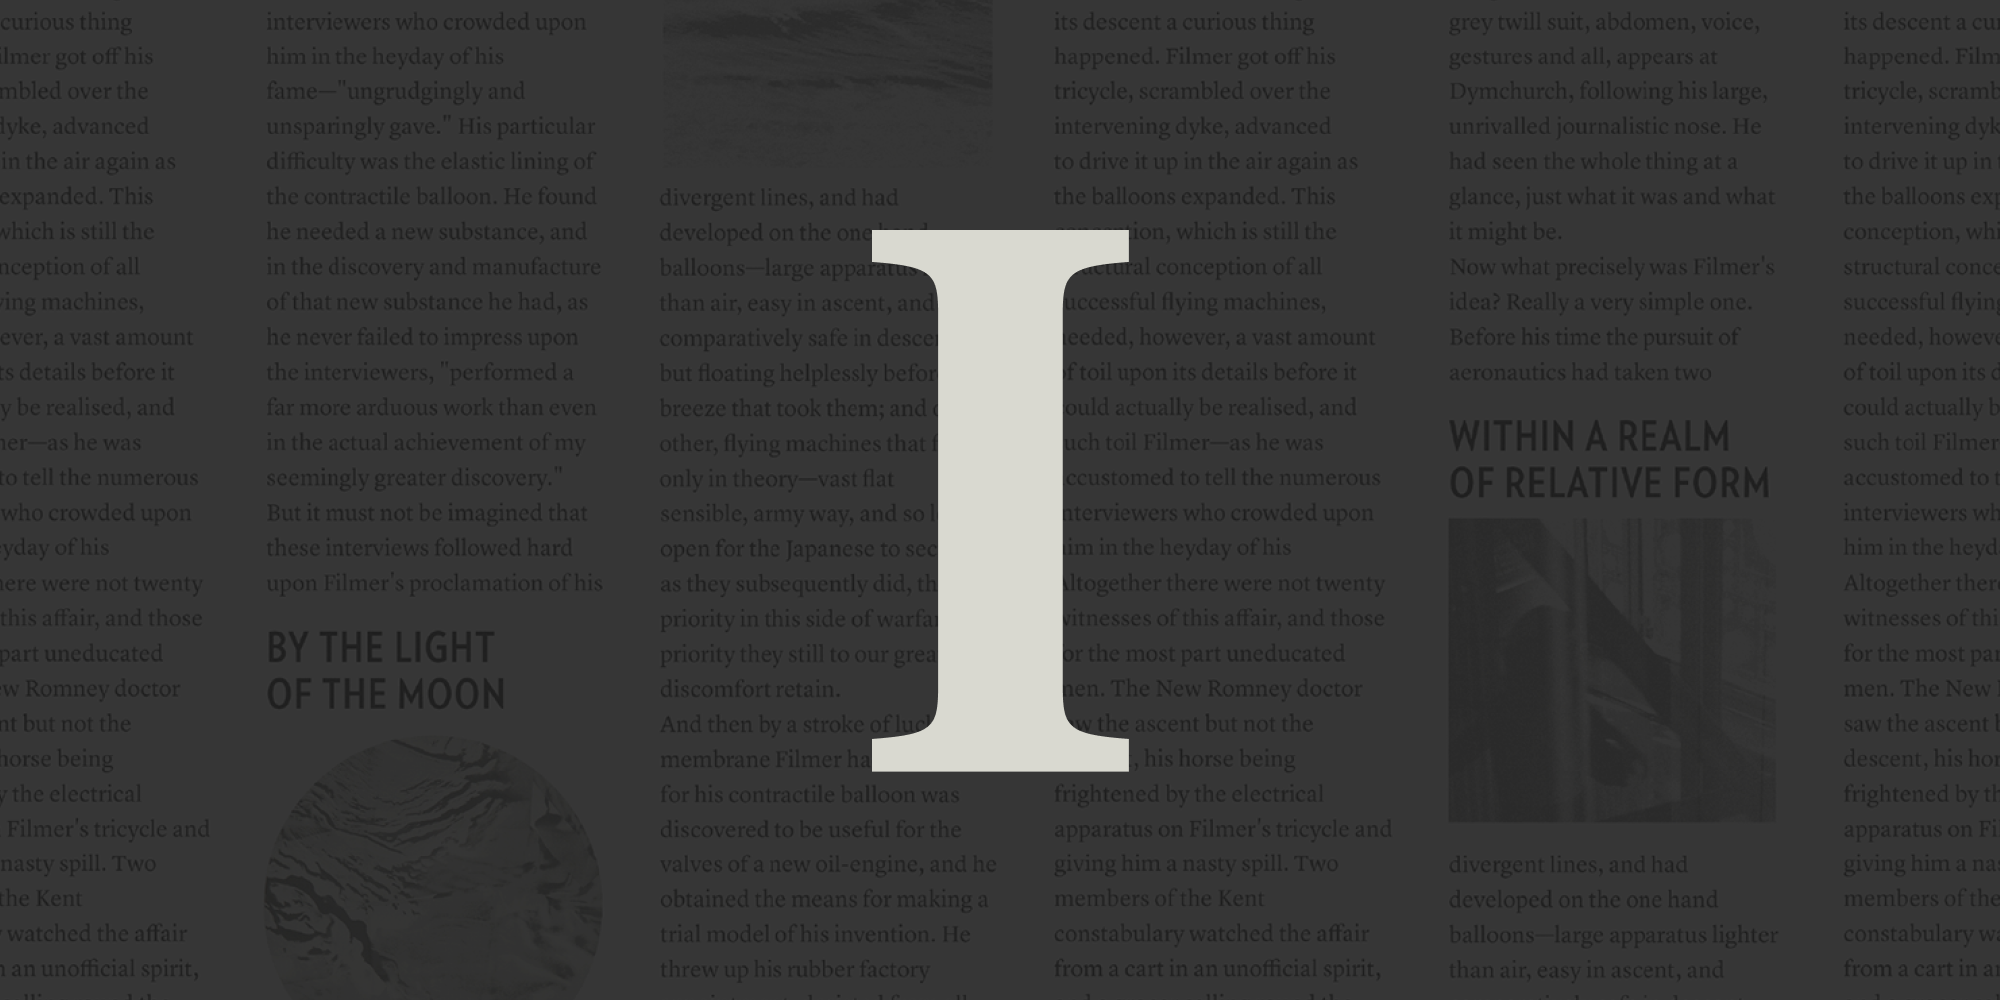 curious thing
ilmer got off his
mbled over the
dyke, advanced
in the air again as
expanded. This
which is still the
nception of all
ving machines,
ever, a vast amount
ts details before it
y be realised, and
ner—as he was
to tell the numerous
who crowded upon
eyday of his
here were not twenty
this affair, and those
part uneducated
ew Romney doctor
nt but not the
horse being
y the electrical
Filmer's tricycle and
nasty spill. Two
the Kent
watched the affair
n an unofficial spirit,
interviewers who crowded upon
him in the heyday of his
fame—"ungrudgingly and
unsparingly gave." His particular
difficulty was the elastic lining of
the contractile balloon. He found
he needed a new substance, and
in the discovery and manufacture
of that new substance he had, as
he never failed to impress upon
the interviewers, "performed a
far more arduous work than even
in the actual achievement of my
seemingly greater discovery."
But it must not be imagined that
these interviews followed hard
upon Filmer's proclamation of his
BY THE LIGHT
OF THE MOON
divergent lines, and had
developed on the one hand
balloons—large apparatus
than air, easy in ascent, and
comparatively safe in descen
but floating helplessly befor
breeze that took them; and
other, flying machines that f
only in theory—vast flat
sensible, army way, and so l
open for the Japanese to sec
as they subsequently did, th
priority in this side of warfa
priority they still to our grea
discomfort retain.
And then by a stroke of luc
membrane Filmer ha
for his contractile balloon was
discovered to be useful for the
valves of a new oil-engine, and he
obtained the means for making a
trial model of his invention. He
threw up his rubber factory
I
its descent a curious thing
happened. Filmer got off his
tricycle, scrambled over the
intervening dyke, advanced
to drive it up in the air again as
the balloons expanded. This
conception, which is still the
structural conception of all
successful flying machines,
needed, however, a vast amount
of toil upon its details before it
could actually be realised, and
such toil Filmer—as he was
accustomed to tell the numerous
interviewers who crowded upon
him in the heyday of his
Altogether there were not twenty
witnesses of this affair, and those
for the most part uneducated
men. The New Romney doctor
saw the ascent but not the
, his horse being
frightened by the electrical
apparatus on Filmer's tricycle and
giving him a nasty spill. Two
members of the Kent
constabulary watched the affair
from a cart in an unofficial spirit,
grey twill suit, abdomen, voice,
gestures and all, appears at
Dymchurch, following his large,
unrivalled journalistic nose. He
had seen the whole thing at a
glance, just what it was and what
it might be.
Now what precisely was Filmer's
idea? Really a very simple one.
Before his time the pursuit of
aeronautics had taken two
WITHIN A REALM
OF RELATIVE FORM
divergent lines, and had
developed on the one hand
balloons—large apparatus lighter
than air, easy in ascent, and
its descent a cu
happened. Film
tricycle, scramb
intervening dyk
to drive it up in
the balloons exp
conception, whi
structural conce
successful flying
needed, howeve
of toil upon its d
could actually b
such toil Filmer
accustomed to t
interviewers wh
him in the heyd
Altogether ther
witnesses of thi
for the most pa
men. The New
saw the ascent
descent, his hor
frightened by th
apparatus on Fi
giving him a nas
members of the
constabulary wa
from a cart in an